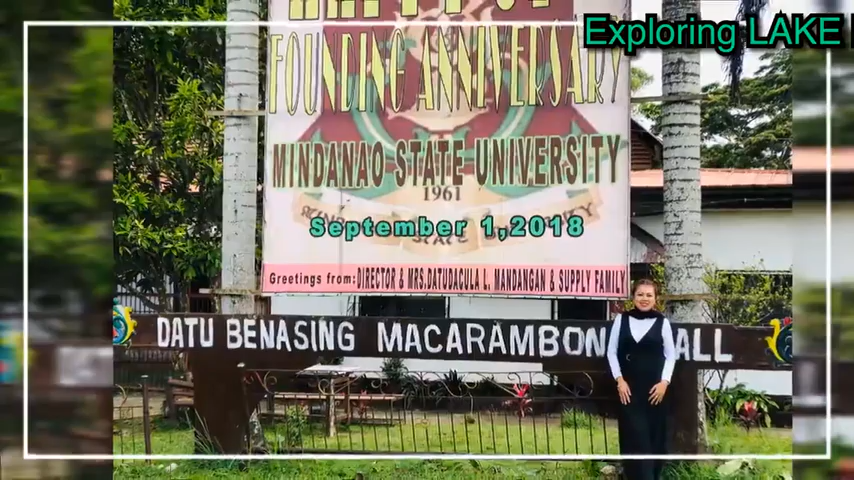 Exploring LAKE
FOUNDING ANNIVERSARY
MINDANAO STATE UNIVERSITY
1961
September 1,2018
Greetings from: DIRECTOR & MRS.DATUDACULA L. MANDANGAN & SUPPLY FAMILY
DATU BENASING MACARAMBON HALL